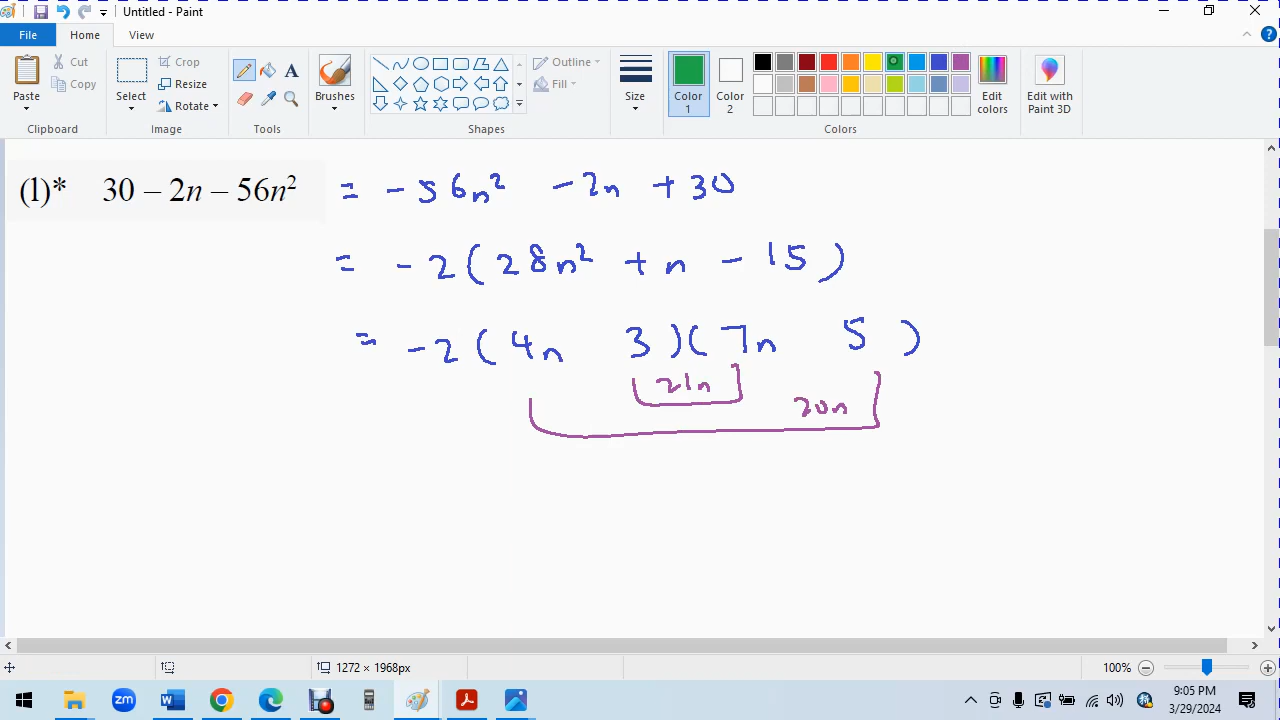 Untitled - Paint
File
Home
View
Paste
Cut
Copy
Clipboard
Select
Crop
Resize
Rotate
Image
A
Tools
Brushes
Outline
Fill
Shapes
Size
Color 1
Color 2
Edit colors
Colors
Edit with Paint 3D
(l)* 30 – 2n – 56n² = -56n² -2n +30
= -2(28n² +n -15)
= -2(4n 3)(7n 5)
21n
20n
1272 × 1968px
100%
zm
9:05 PM
3/29/2024